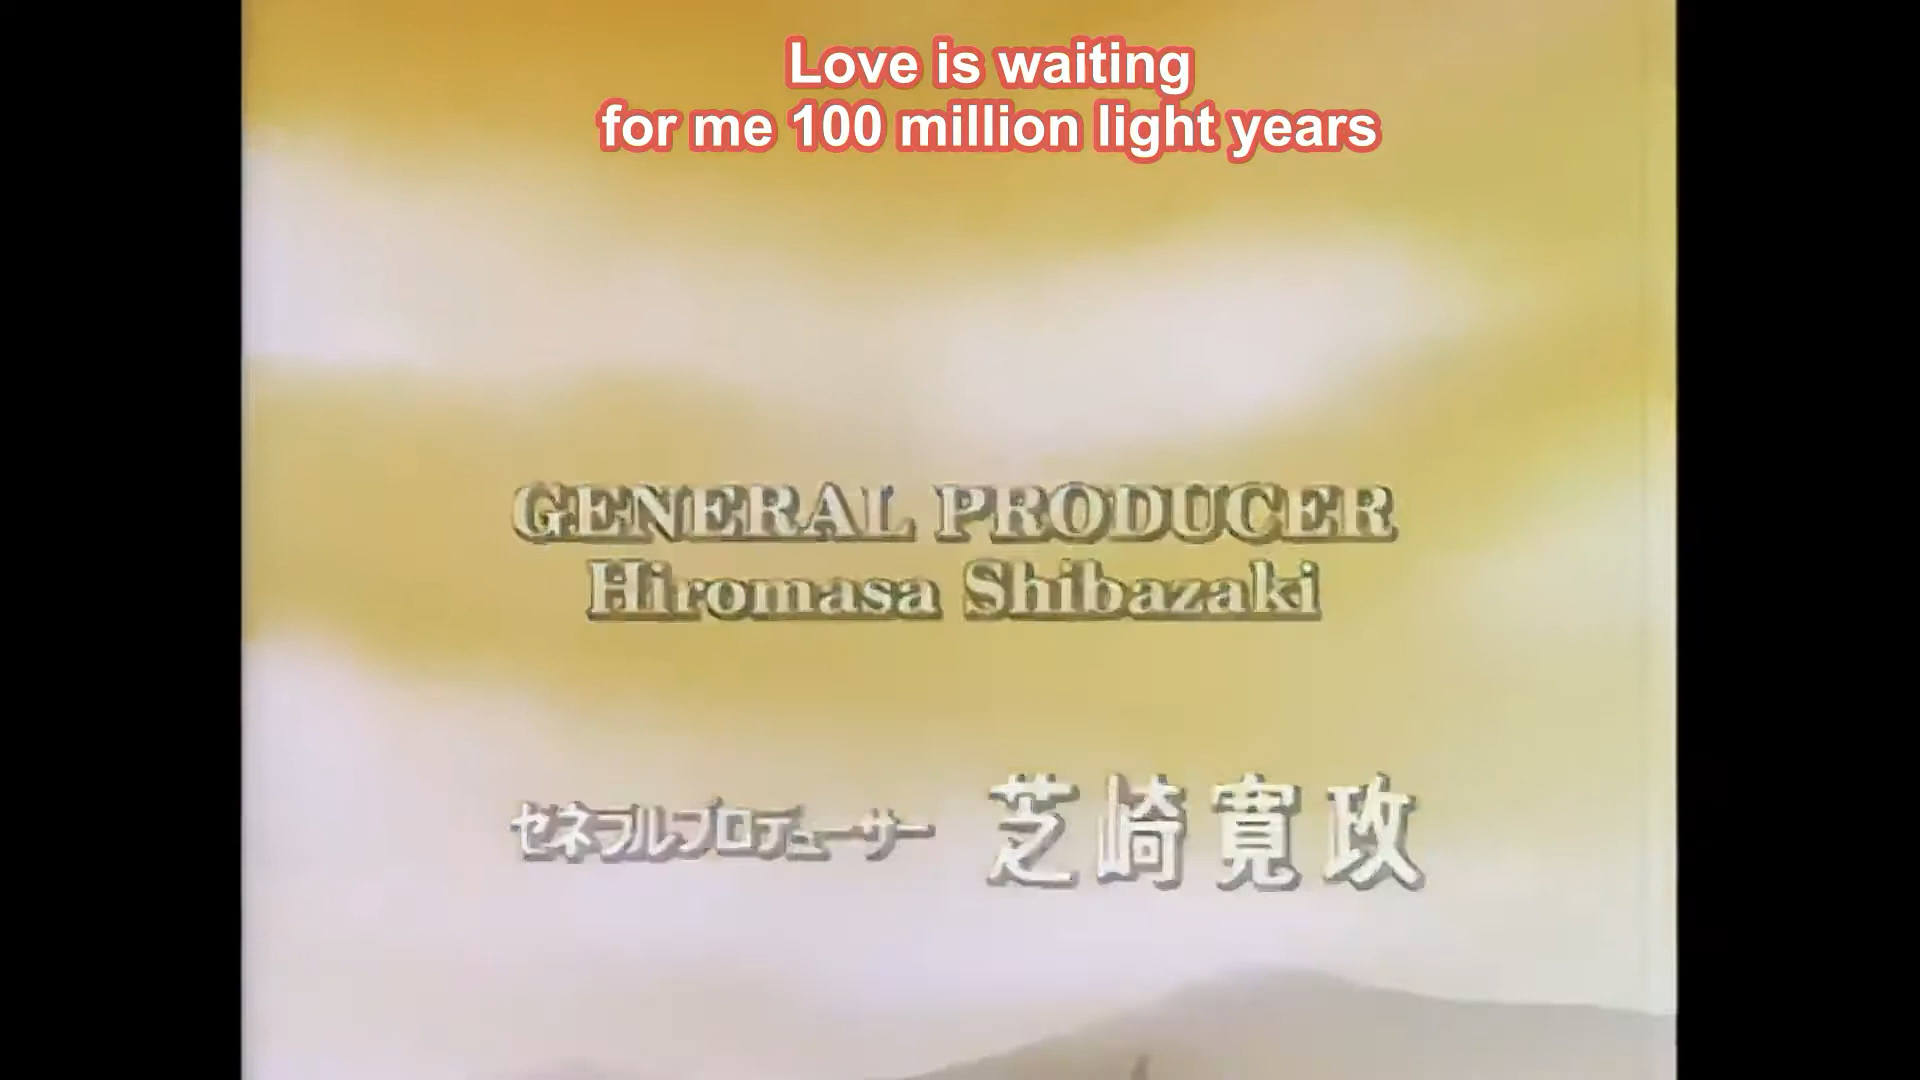 Love is waiting
for me 100 million light years
GENERAL PRODUCER
Hiromasa Shibazaki
ゼネラルプロデューサー 芝崎寛政